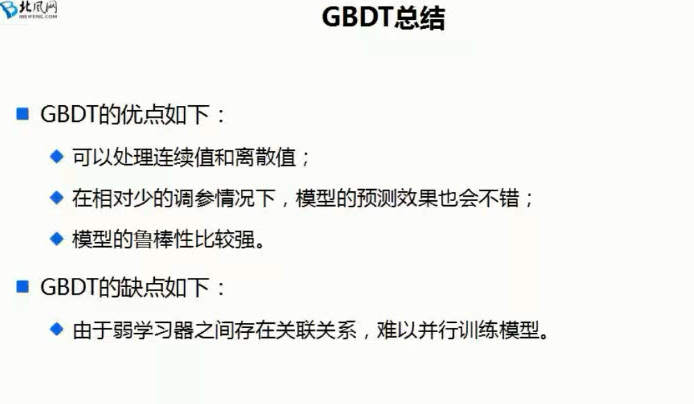 北风网
BEIFENG.COM
GBDT总结
GBDT的优点如下：
可以处理连续值和离散值；
在相对少的调参情况下，模型的预测效果也会不错；
模型的鲁棒性比较强。
GBDT的缺点如下：
由于弱学习器之间存在关联关系，难以并行训练模型。